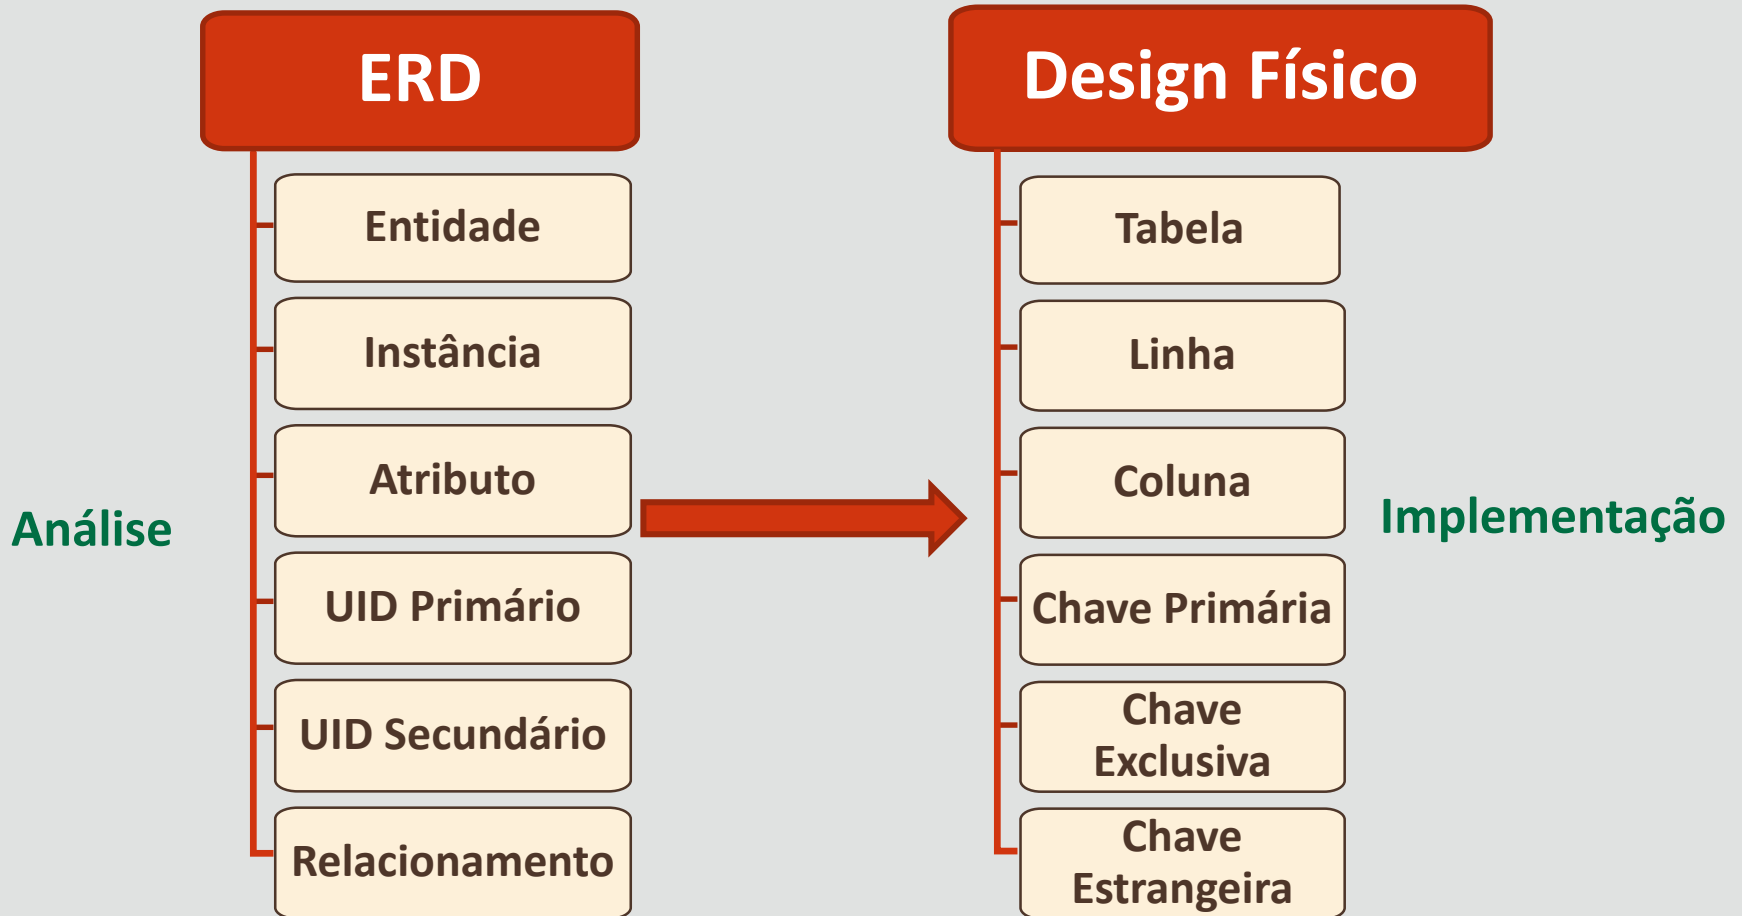 ERD
Entidade
Instância
Atributo
UID Primário
UID Secundário
Relacionamento
Análise
Design Físico
Tabela
Linha
Coluna
Chave Primária
Chave
Exclusiva
Chave
Estrangeira
Implementação